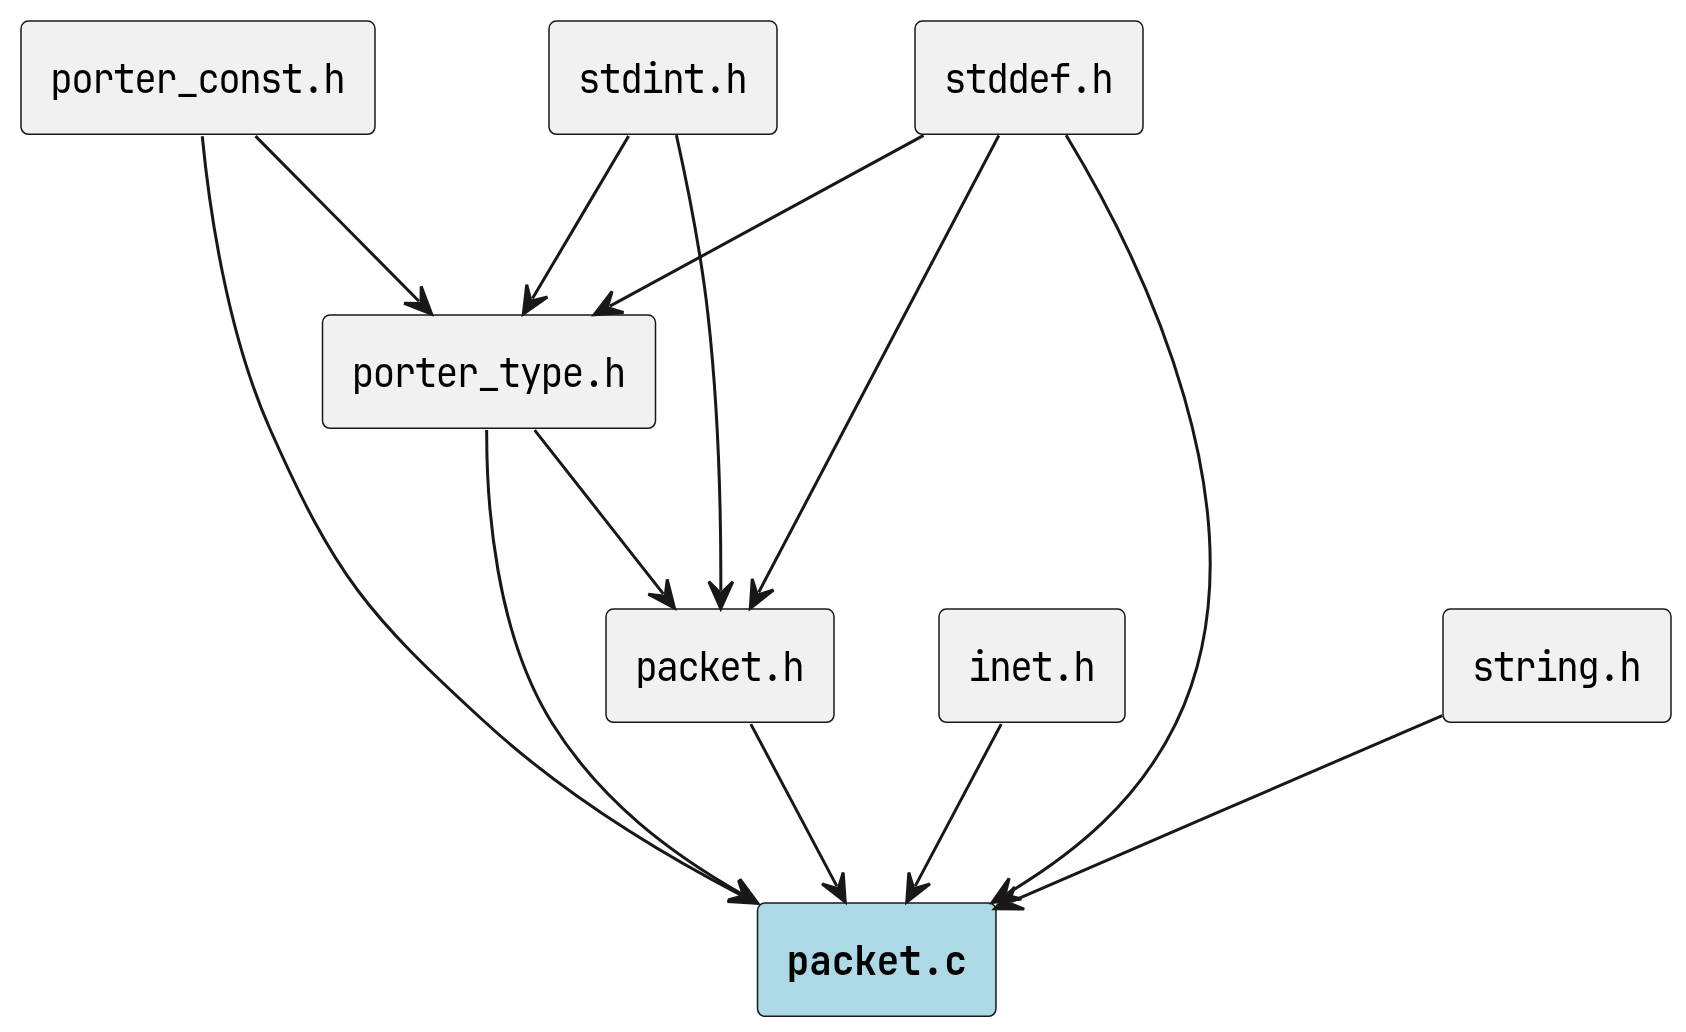 porter_const.h
stdint.h
stddef.h
porter_type.h
packet.h
inet.h
string.h
packet.c